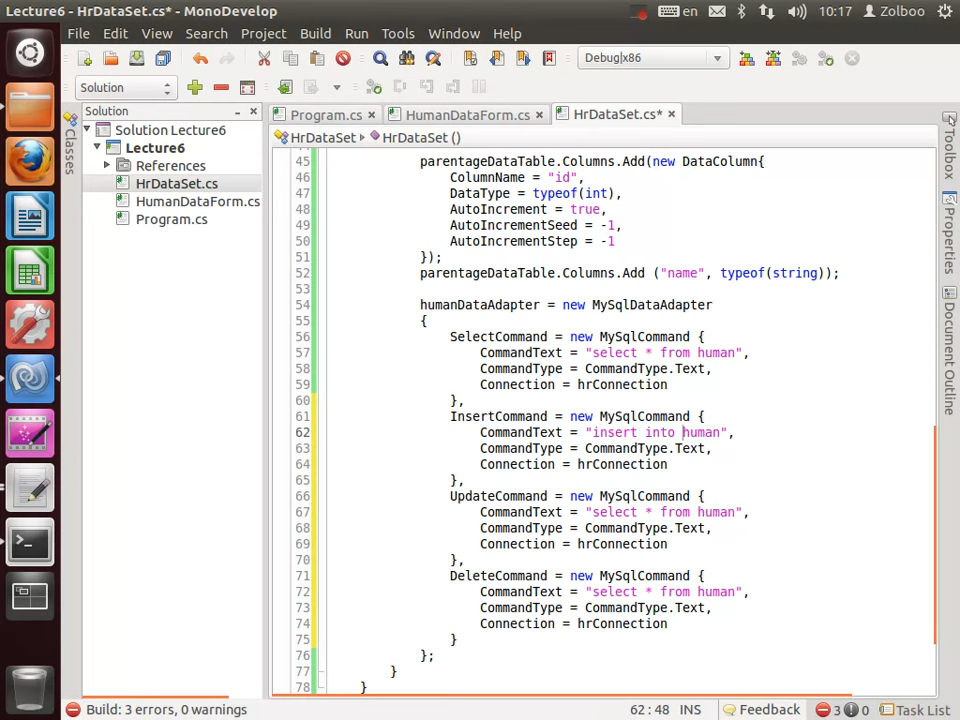 Lecture6 - HrDataSet.cs* - MonoDevelop
en
10:17
Zolboo
File Edit View Search Project Build Run Tools Window Help
Debug|x86
Solution
Solution
Program.cs
HumanDataForm.cs
HrDataSet.cs*
Classes
Solution Lecture6
Lecture6
References
HrDataSet.cs
HumanDataForm.cs
Program.cs
HrDataSet
HrDataSet ()
45 parentageDataTable.Columns.Add(new DataColumn{
46 ColumnName = "id",
47 DataType = typeof(int),
48 AutoIncrement = true,
49 AutoIncrementSeed = -1,
50 AutoIncrementStep = -1
51 });
52 parentageDataTable.Columns.Add ("name", typeof(string));
53
54 humanDataAdapter = new MySqlDataAdapter
55 {
56 SelectCommand = new MySqlCommand {
57 CommandText = "select * from human",
58 CommandType = CommandType.Text,
59 Connection = hrConnection
60 },
61 InsertCommand = new MySqlCommand {
62 CommandText = "insert into human",
63 CommandType = CommandType.Text,
64 Connection = hrConnection
65 },
66 UpdateCommand = new MySqlCommand {
67 CommandText = "select * from human",
68 CommandType = CommandType.Text,
69 Connection = hrConnection
70 },
71 DeleteCommand = new MySqlCommand {
72 CommandText = "select * from human",
73 CommandType = CommandType.Text,
74 Connection = hrConnection
75 }
76 };
77 }
78 }
Toolbox
Properties
Document Outline
Build: 3 errors, 0 warnings
62 : 48 INS
Feedback
3
0
Task List